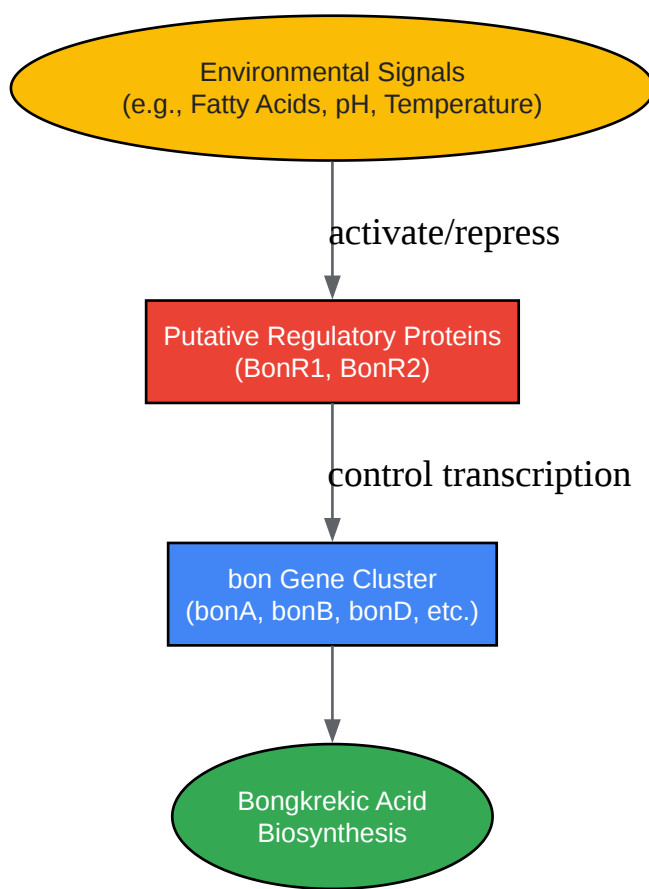 Environmental Signals
(e.g., Fatty Acids, pH, Temperature)
activate/repress
Putative Regulatory Proteins
(BonR1, BonR2)
control transcription
bon Gene Cluster
(bonA, bonB, bonD, etc.)
Bongkrekic Acid
Biosynthesis